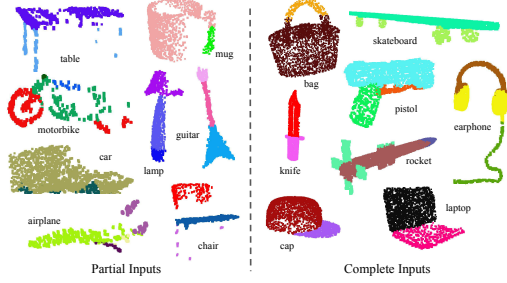 table
mug
motorbike
guitar
car
lamp
airplane
chair
Partial Inputs
skateboard
bag
pistol
earphone
knife
rocket
laptop
cap
Complete Inputs